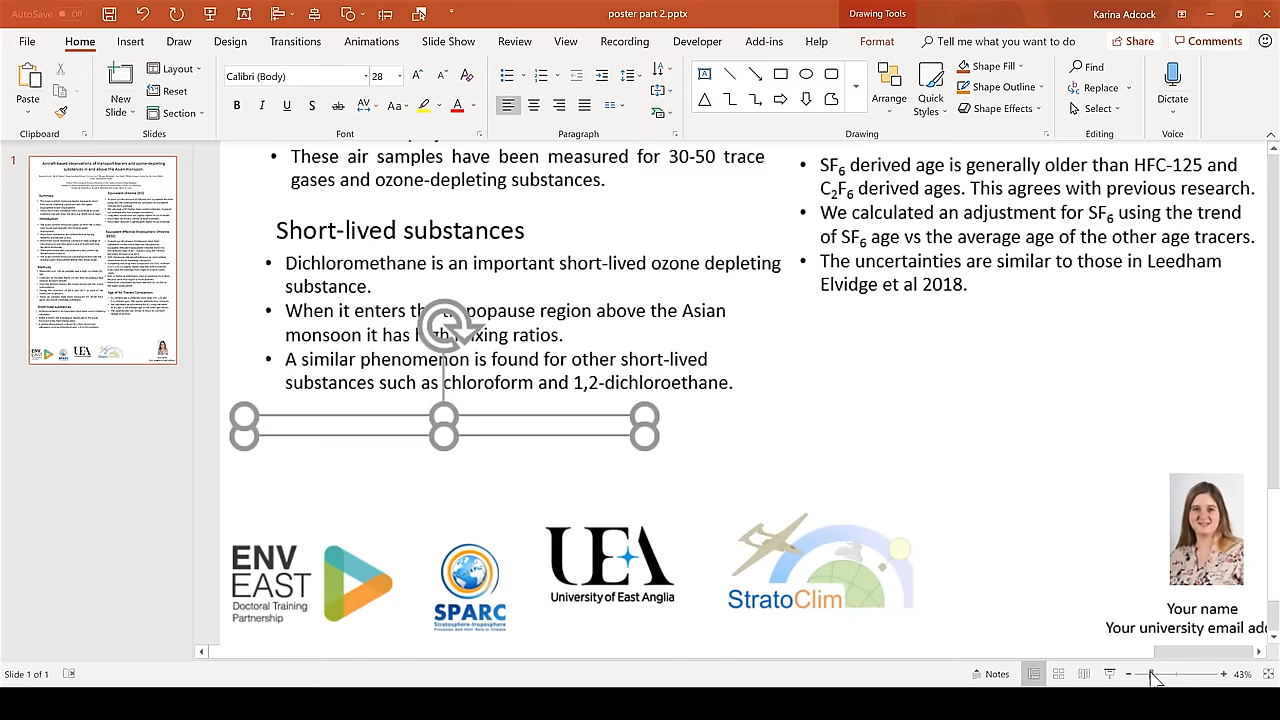 AutoSave Off
poster part 2.pptx
Drawing Tools
Karina Adcock
File Home Insert Draw Design Transitions Animations Slide Show Review View Recording Developer Add-ins Help Format Tell me what you want to do Share Comments
Paste
Clipboard
New Slide
Layout
Reset
Section
Slides
Calibri (Body) 28
B I U S ab AV Aa A
Font
Paragraph
Arrange
Quick Styles
Shape Fill
Shape Outline
Shape Effects
Drawing
Find
Replace
Select
Editing
Dictate
Voice
1
• These air samples have been measured for 30-50 trace
gases and ozone-depleting substances.
Short-lived substances
• Dichloromethane is an important short-lived ozone depleting
substance.
• When it enters the tropopause region above the Asian
monsoon it has high mixing ratios.
• A similar phenomenon is found for other short-lived
substances such as chloroform and 1,2-dichloroethane.
• SF6 derived age is generally older than HFC-125 and
C2F6 derived ages. This agrees with previous research.
• We calculated an adjustment for SF6 using the trend
of SF6 age vs the average age of the other age tracers.
• The uncertainties are similar to those in Leedham
Elvidge et al 2018.
ENV
EAST
Doctoral Training
Partnership
SPARC
Stratosphere-troposphere
Processes And their Role in Climate
UEA
University of East Anglia
StratoClim
Your name
Your university email add
Slide 1 of 1
Notes
43%